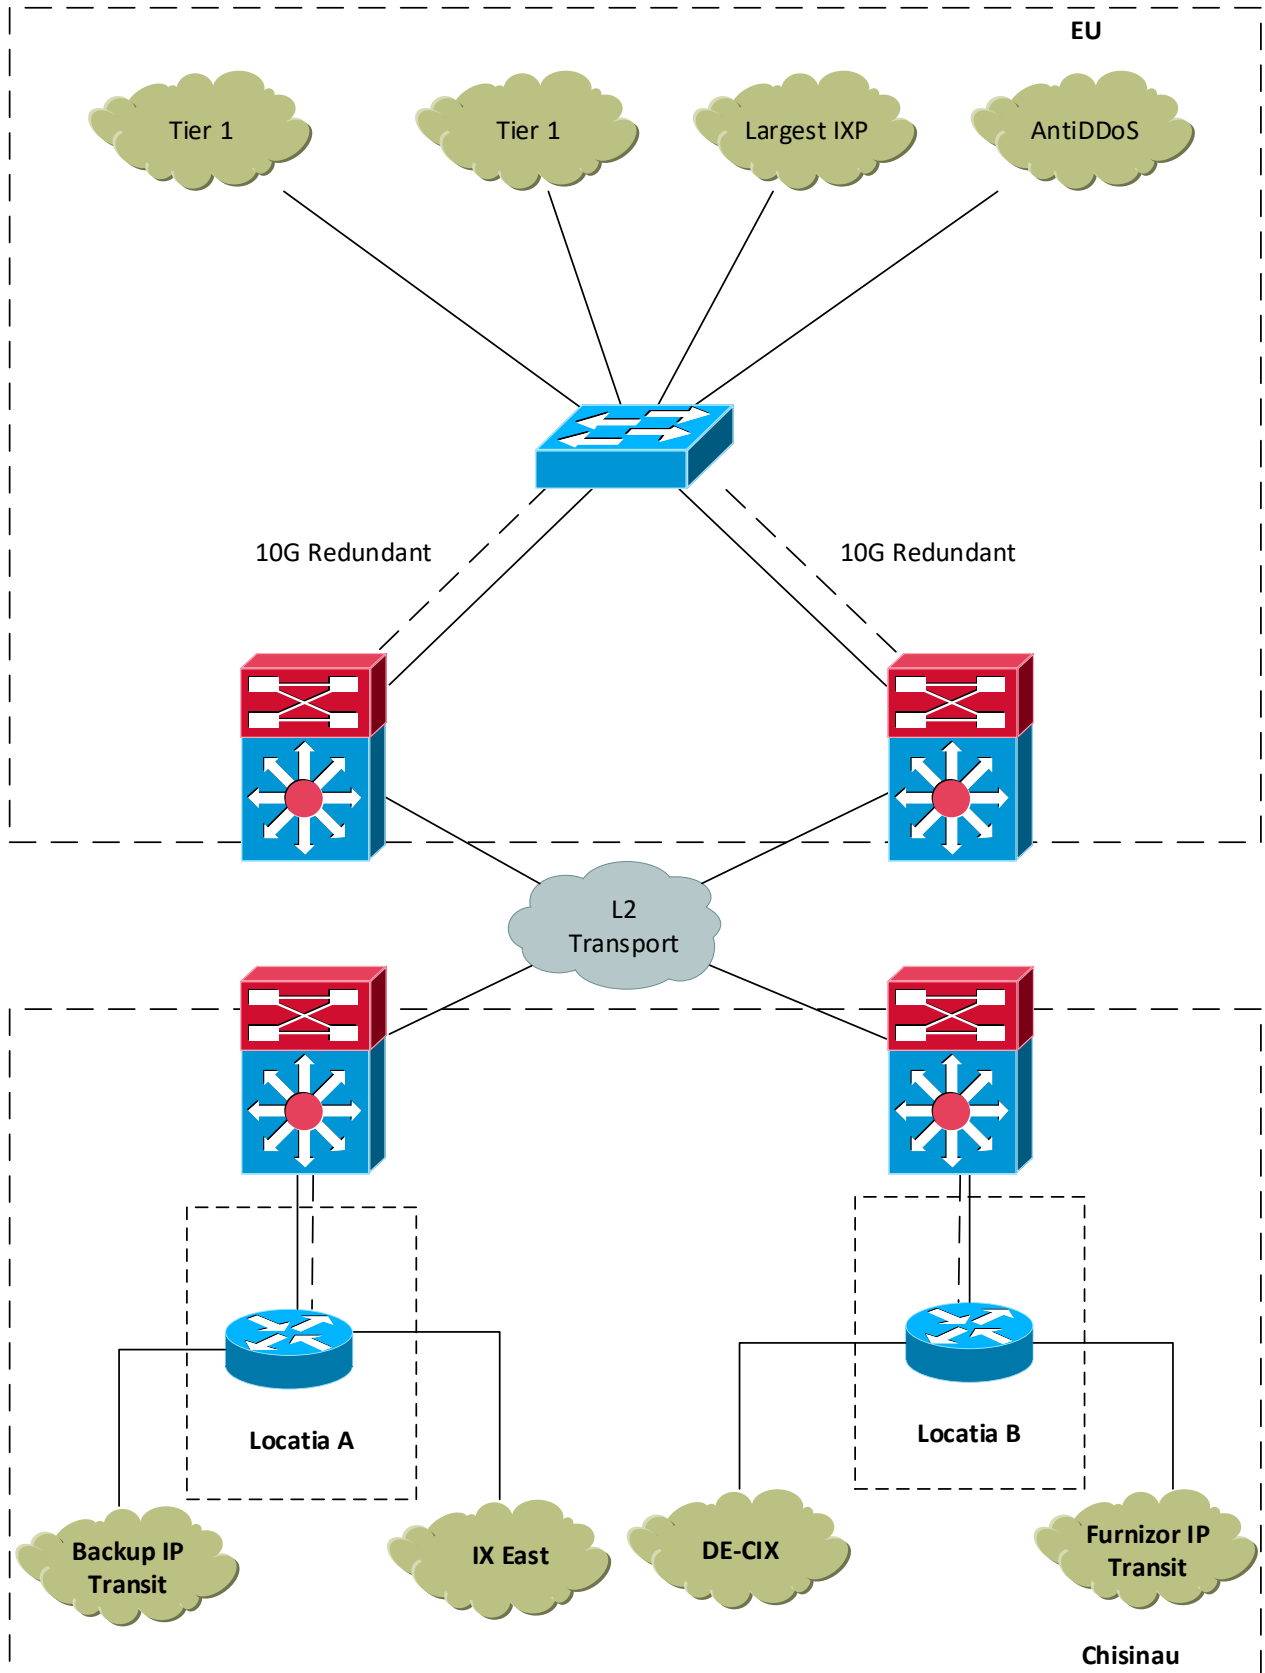 EU
Tier 1
Tier 1
Largest IXP
AntiDDoS
10G Redundant
10G Redundant
L2
Transport
Locatia A
Locatia B
Backup IP
Transit
IX East
DE-CIX
Furnizor IP
Transit
Chisinau